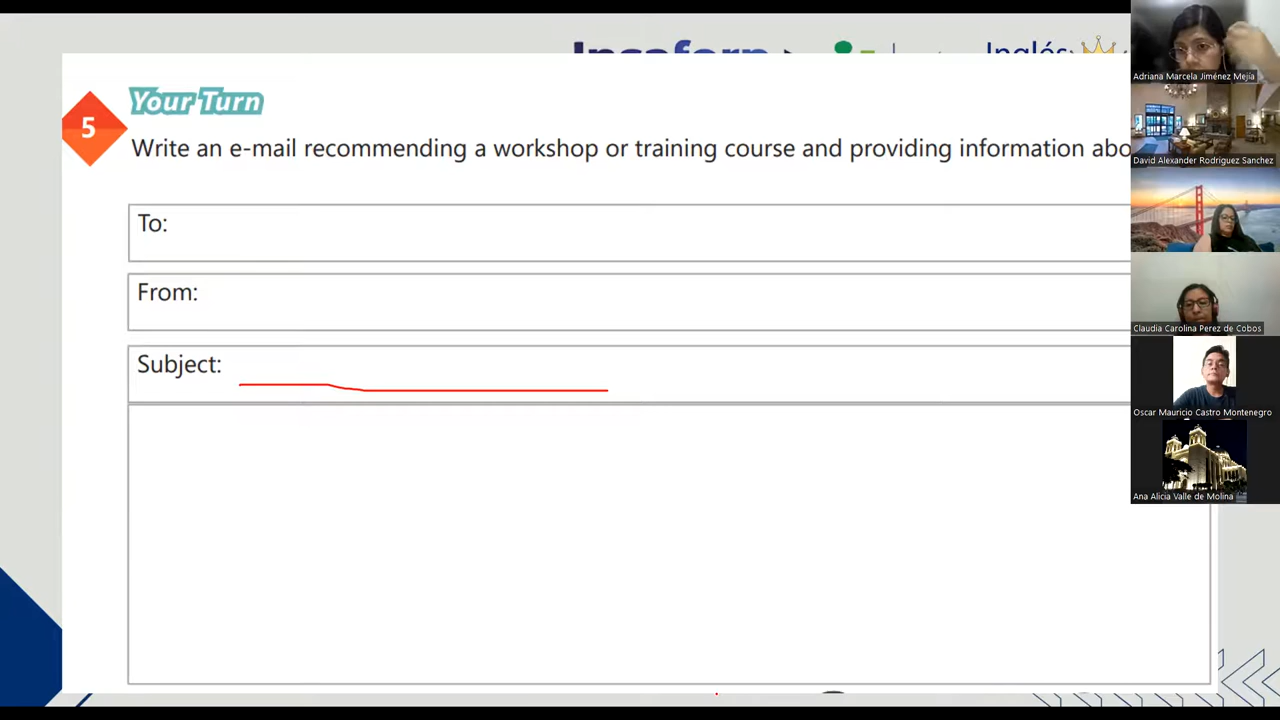 Inglés
Your Turn
5
Write an e-mail recommending a workshop or training course and providing information abo
To:
From:
Subject:
Adriana Marcela Jiménez Mejía
David Alexander Rodriguez Sanchez
Claudia Carolina Perez de Cobos
Oscar Mauricio Castro Montenegro
Ana Alicia Valle de Molina